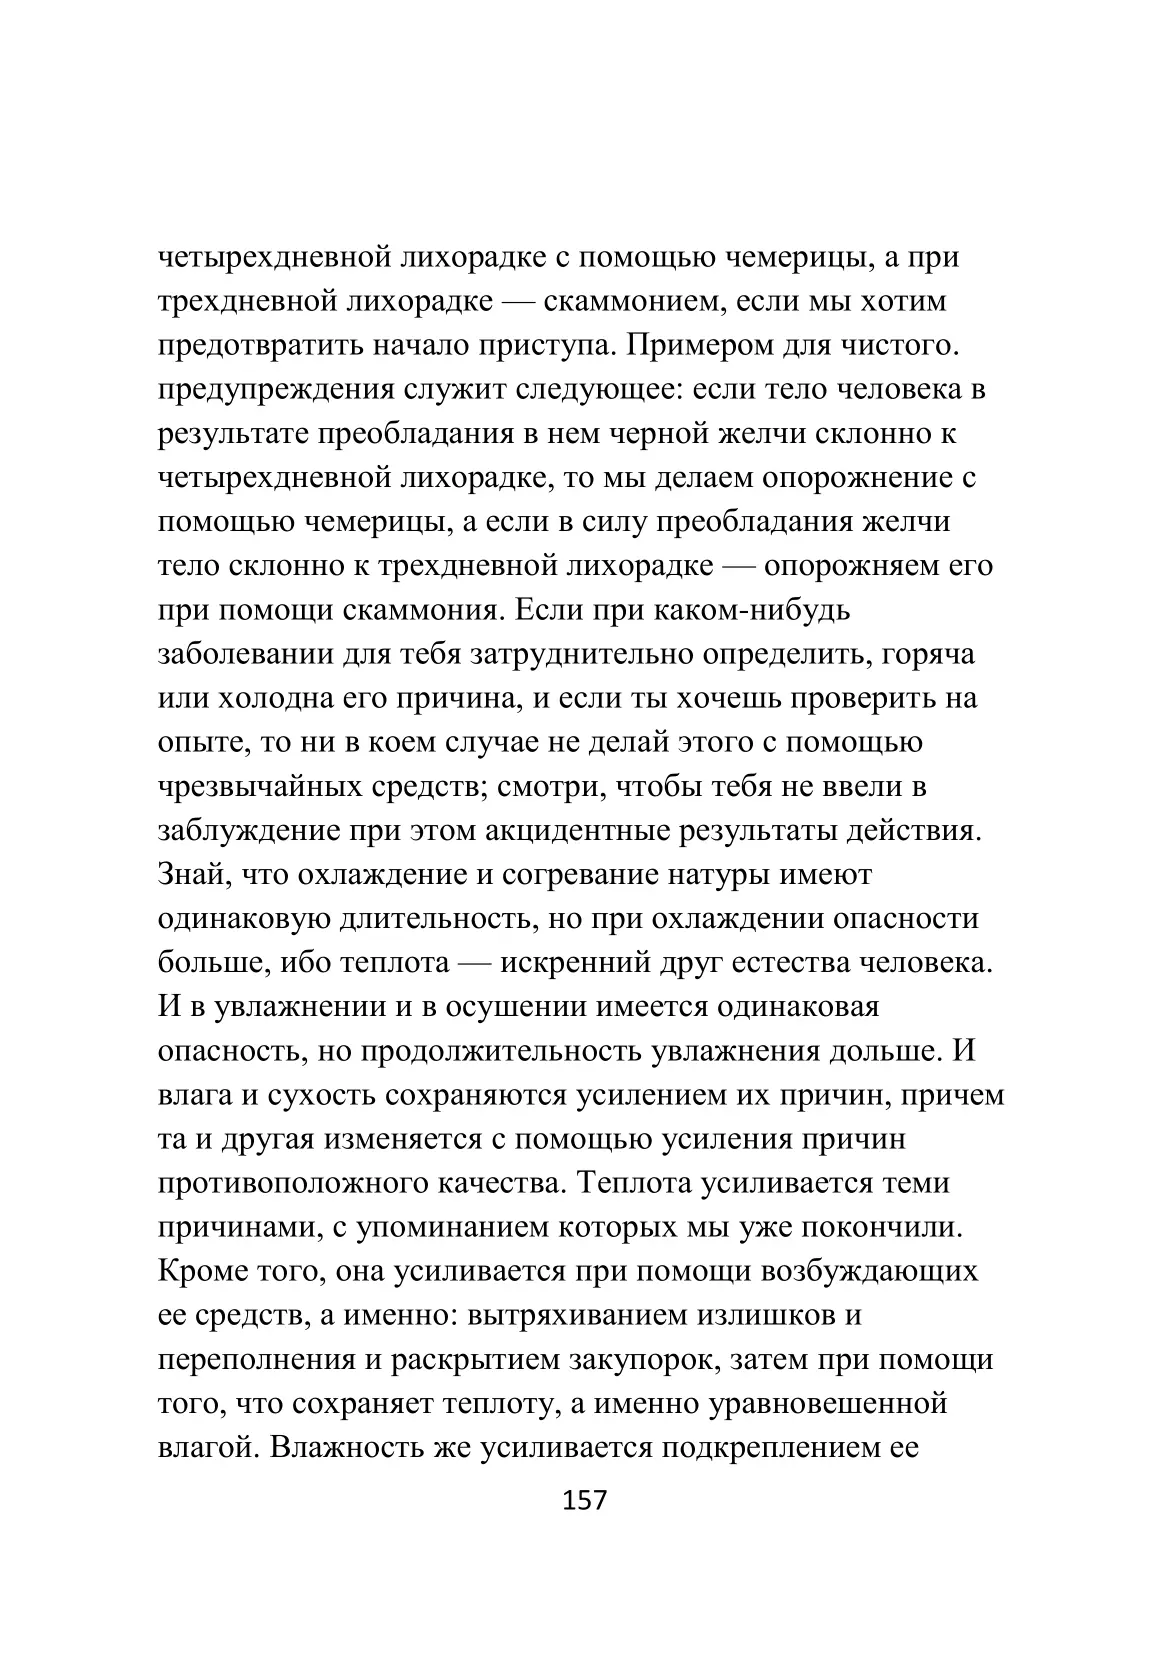 четырехдневной лихорадке с помощью чемерицы, а при
трехдневной лихорадке — скаммонием, если мы хотим
предотвратить начало приступа. Примером для чистого.
предупреждения служит следующее: если тело человека в
результате преобладания в нем черной желчи склонно к
четырехдневной лихорадке, то мы делаем опорожнение с
помощью чемерицы, а если в силу преобладания желчи
тело склонно к трехдневной лихорадке — опорожняем его
при помощи скаммония. Если при каком-нибудь
заболевании для тебя затруднительно определить, горяча
или холодна его причина, и если ты хочешь проверить на
опыте, то ни в коем случае не делай этого с помощью
чрезвычайных средств; смотри, чтобы тебя не ввели в
заблуждение при этом акцидентные результаты действия.
Знай, что охлаждение и согревание натуры имеют
одинаковую длительность, но при охлаждении опасности
больше, ибо теплота — искренний друг естества человека.
И в увлажнении и в осушении имеется одинаковая
опасность, но продолжительность увлажнения дольше. И
влага и сухость сохраняются усилением их причин, причем
та и другая изменяется с помощью усиления причин
противоположного качества. Теплота усиливается теми
причинами, с упоминанием которых мы уже покончили.
Кроме того, она усиливается при помощи возбуждающих
ее средств, а именно: вытряхиванием излишков и
переполнения и раскрытием закупорок, затем при помощи
того, что сохраняет теплоту, а именно уравновешенной
влагой. Влажность же усиливается подкреплением ее
157